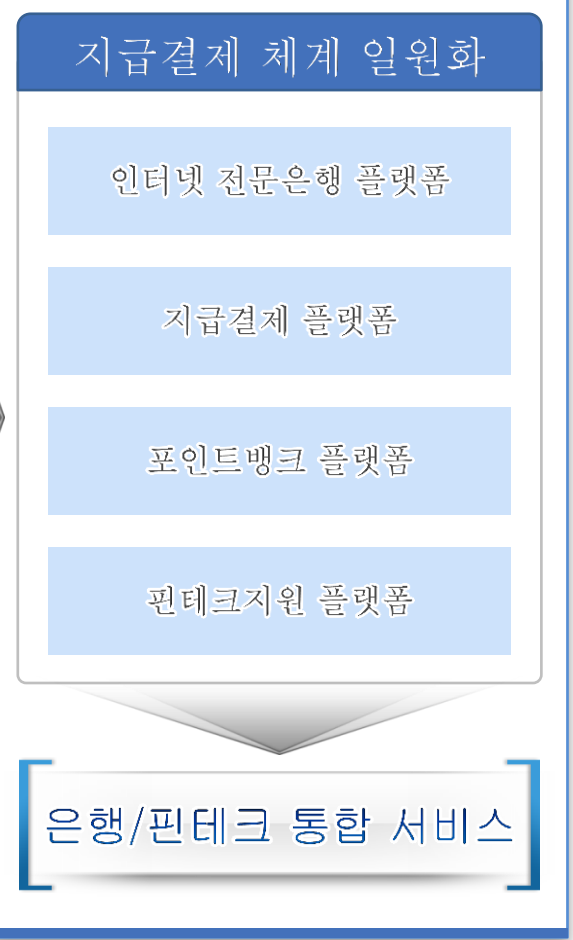 지급결제 체계 일원화
인터넷 전문은행 플랫폼
지급결제 플랫폼
포인트뱅크 플랫폼
핀테크지원 플랫폼
은행/핀테크 통합 서비스